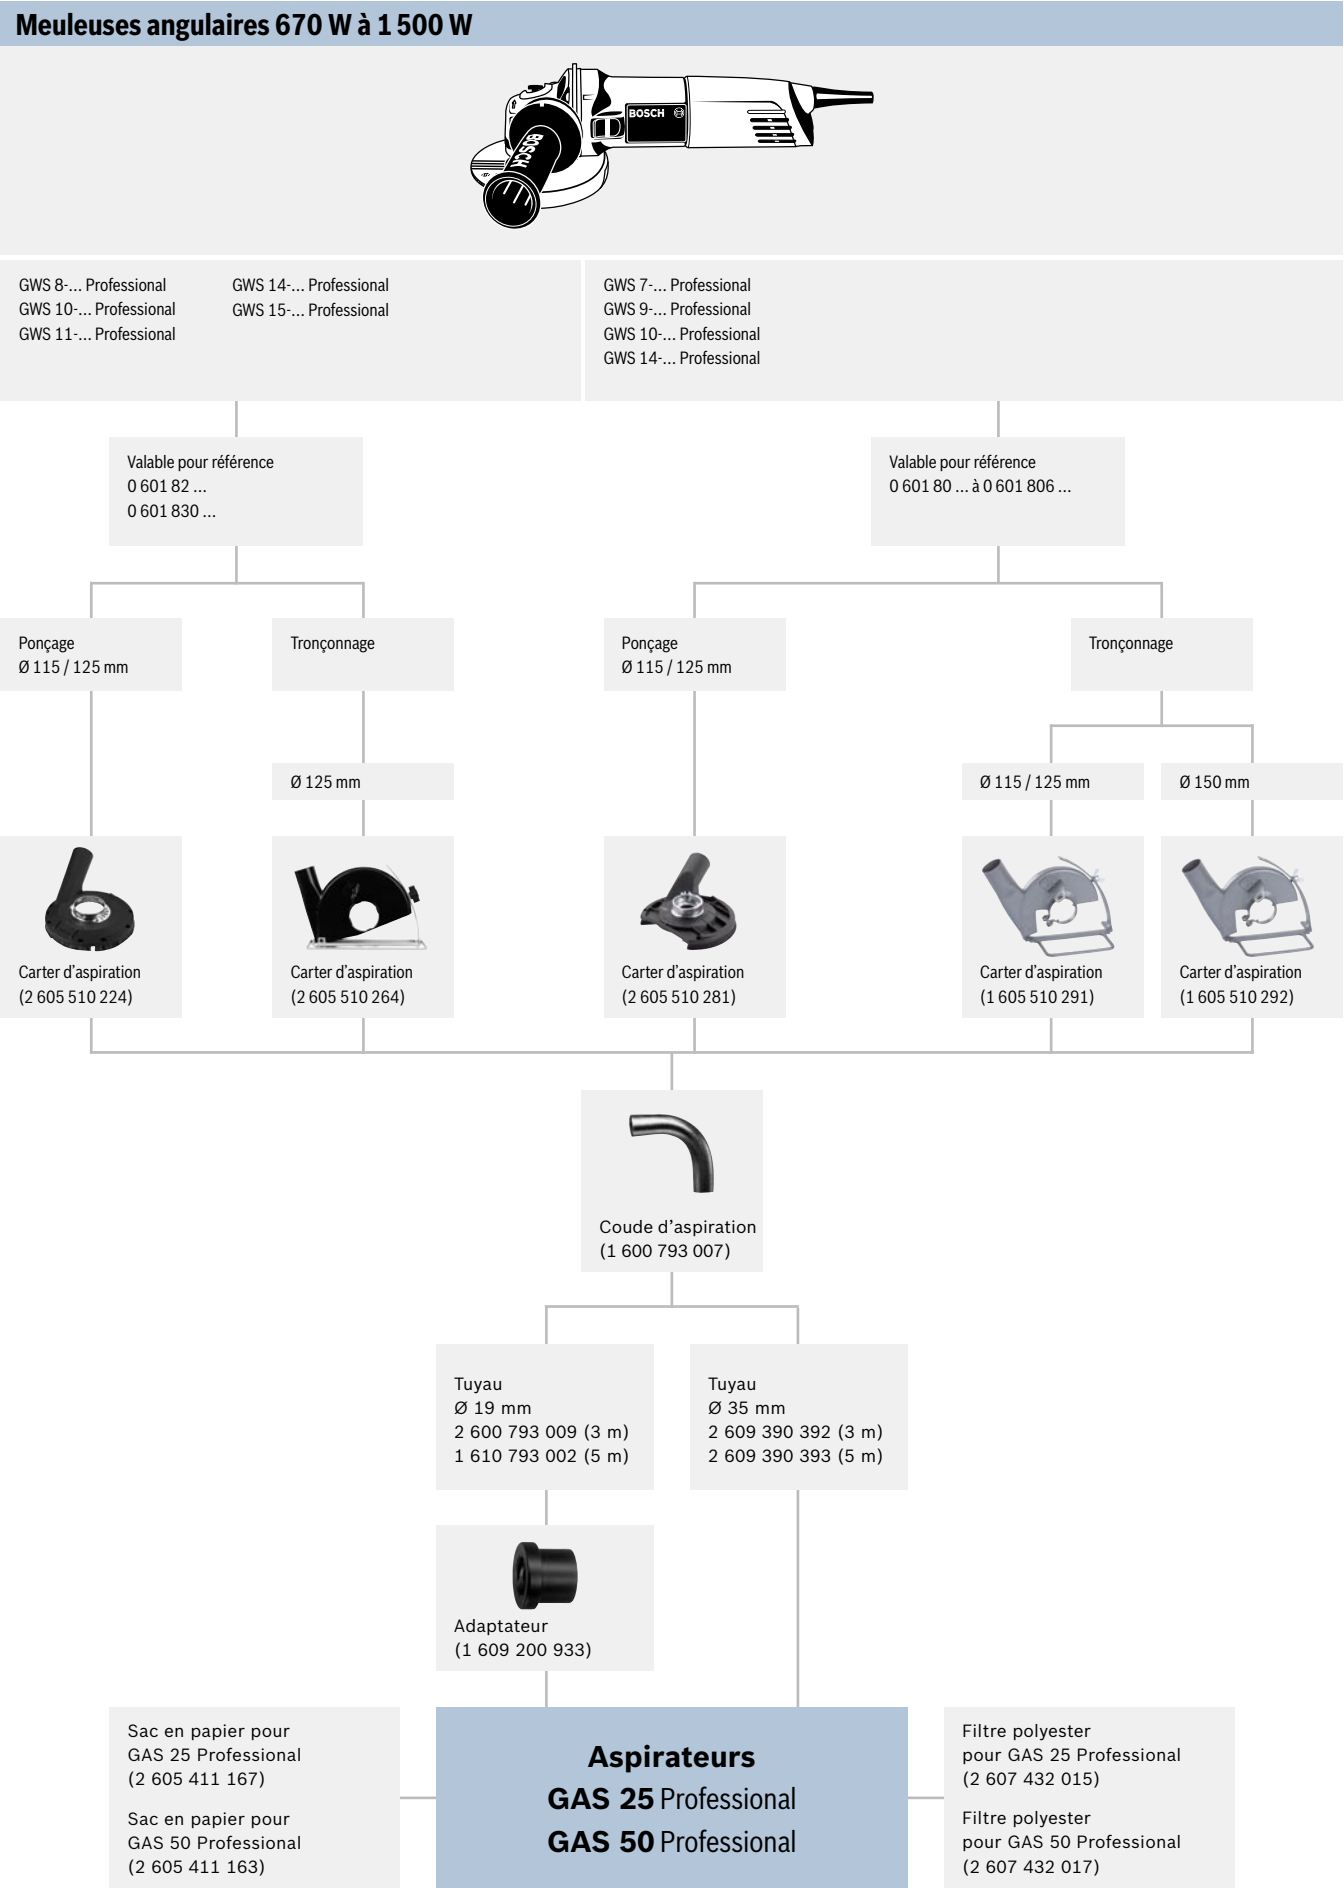 Meuleuses angulaires 670 W à 1 500 W
BOSCH
BOSCH
GWS 8-... Professional
GWS 10-... Professional
GWS 11-... Professional
GWS 14-... Professional
GWS 15-... Professional
GWS 7-... Professional
GWS 9-... Professional
GWS 10-... Professional
GWS 14-... Professional
Valable pour référence
0 601 82 ...
0 601 830 ...
Valable pour référence
0 601 80 ... à 0 601 806 ...
Ponçage
Ø 115 / 125 mm
Tronçonnage
Ponçage
Ø 115 / 125 mm
Tronçonnage
Ø 125 mm
Ø 115 / 125 mm
Ø 150 mm
Carter d'aspiration
(2 605 510 224)
Carter d'aspiration
(2 605 510 264)
Carter d'aspiration
(2 605 510 281)
Carter d'aspiration
(1 605 510 291)
Carter d'aspiration
(1 605 510 292)
Coude d'aspiration
(1 600 793 007)
Tuyau
Ø 19 mm
2 600 793 009 (3 m)
1 610 793 002 (5 m)
Tuyau
Ø 35 mm
2 609 390 392 (3 m)
2 609 390 393 (5 m)
Adaptateur
(1 609 200 933)
Sac en papier pour
GAS 25 Professional
(2 605 411 167)
Sac en papier pour
GAS 50 Professional
(2 605 411 163)
Aspirateurs
GAS 25 Professional
GAS 50 Professional
Filtre polyester
pour GAS 25 Professional
(2 607 432 015)
Filtre polyester
pour GAS 50 Professional
(2 607 432 017)